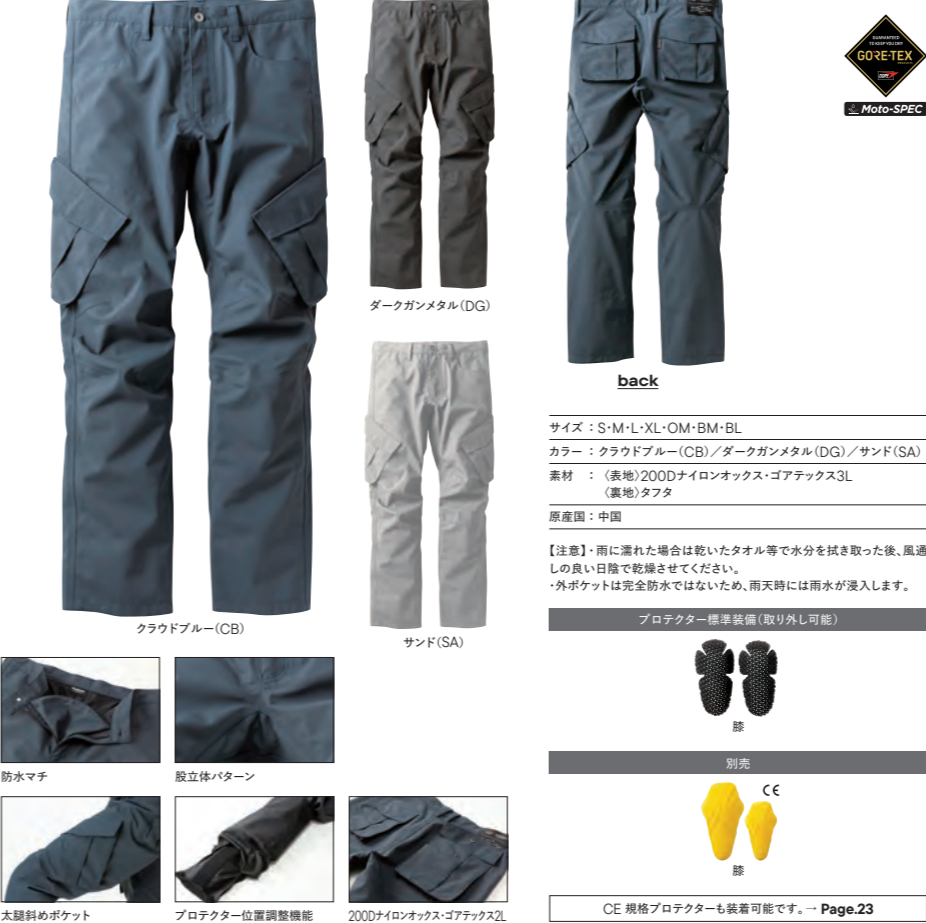 GUARANTEED
TO KEEP YOU DRY
GORE-TEX
PRODUCTS
Moto-SPEC
ダークガンメタル(DG)
back
クラウドブルー(CB)
サンド(SA)
サイズ：S・M・L・XL・OM・BM・BL
カラー：クラウドブルー(CB)／ダークガンメタル(DG)／サンド(SA)
素材：〈表地〉200Dナイロンオックス・ゴアテックス3L
〈裏地〉タフタ
原産国：中国
【注意】・雨に濡れた場合は乾いたタオル等で水分を拭き取った後、風通
しの良い日陰で乾燥させてください。
・外ポケットは完全防水ではないため、雨天時には雨水が浸入します。
プロテクター標準装備(取り外し可能)
膝
別売
CE
膝
CE 規格プロテクターも装着可能です。→ Page.23
防水マチ
股立体パターン
太腿斜めポケット
プロテクター位置調整機能
200Dナイロンオックス・ゴアテックス2L